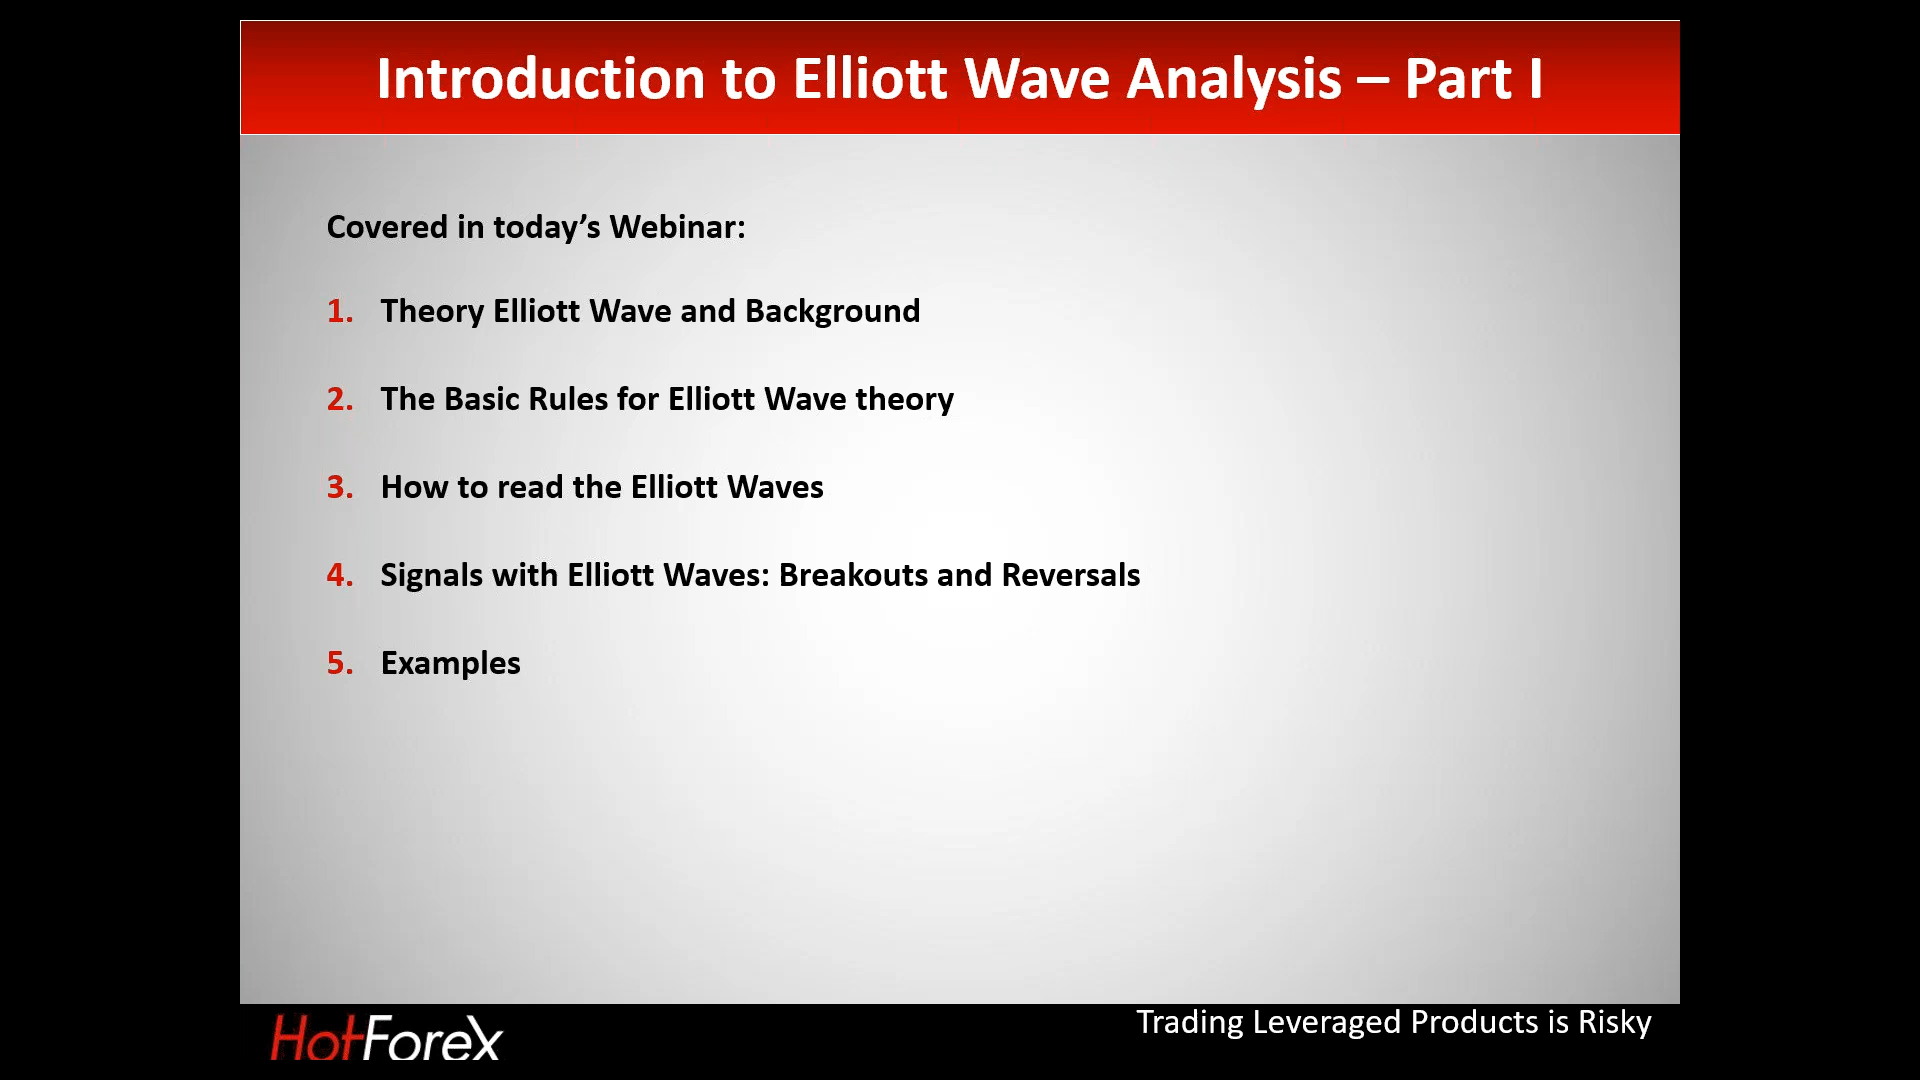 Introduction to Elliott Wave Analysis – Part I
Covered in today’s Webinar:
1. Theory Elliott Wave and Background
2. The Basic Rules for Elliott Wave theory
3. How to read the Elliott Waves
4. Signals with Elliott Waves: Breakouts and Reversals
5. Examples
HotForex
Trading Leveraged Products is Risky